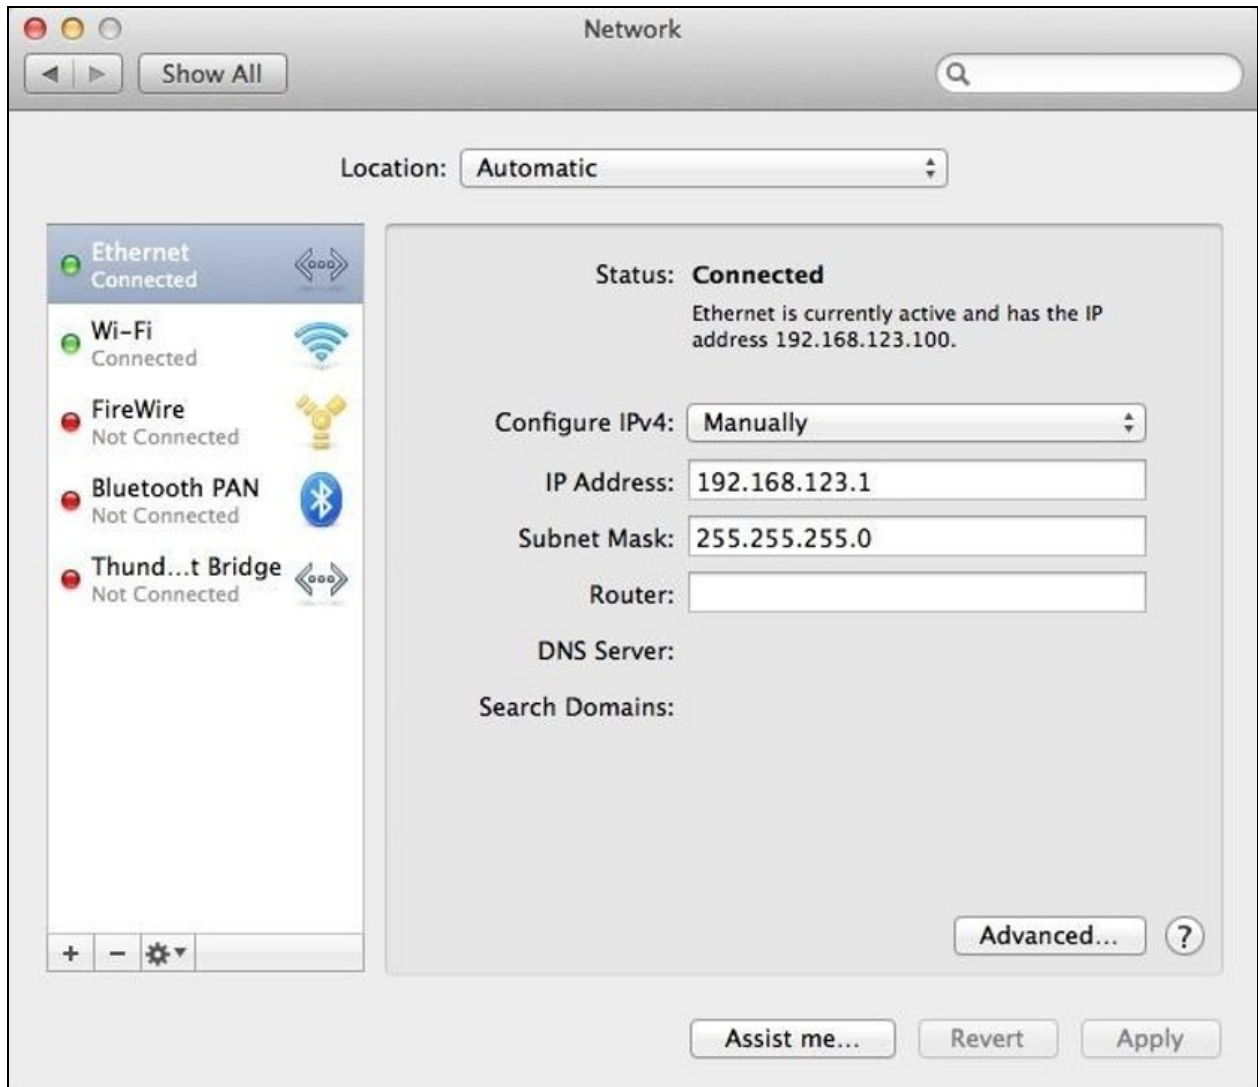 Network
Show All
Location: Automatic
Ethernet
Connected
Wi-Fi
Connected
FireWire
Not Connected
Bluetooth PAN
Not Connected
Thund...t Bridge
Not Connected
Status: Connected
Ethernet is currently active and has the IP
address 192.168.123.100.
Configure IPv4: Manually
IP Address: 192.168.123.1
Subnet Mask: 255.255.255.0
Router:
DNS Server:
Search Domains:
Advanced... ?
Assist me... Revert Apply